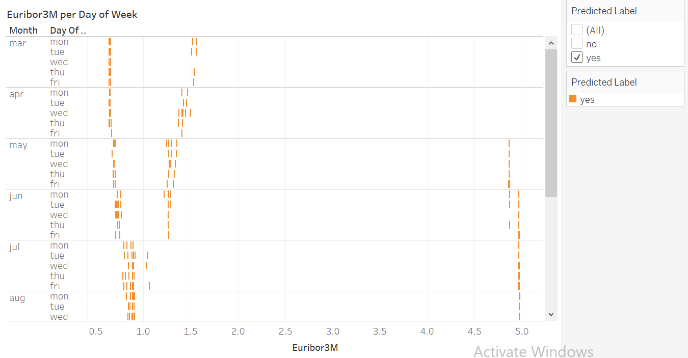 Euribor3M per Day of Week
Month Day Of ..
mar mon
tue
wed
thu
fri
apr mon
tue
wed
thu
fri
may mon
tue
wed
thu
fri
jun mon
tue
wed
thu
fri
jul mon
tue
wed
thu
fri
aug mon
tue
wed
0.5 1.0 1.5 2.0 2.5 3.0 3.5 4.0 4.5 5.0
Euribor3M
Predicted Label
(All)
no
yes
Predicted Label
yes
Activate Windows